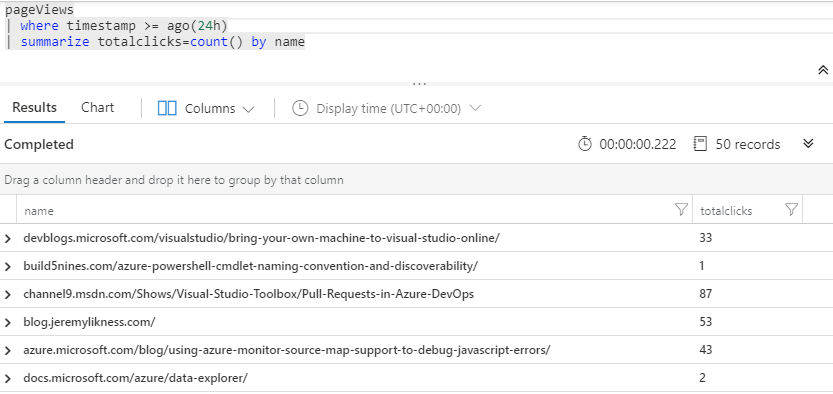 pageViews
| where timestamp >= ago(24h)
| summarize totalclicks=count() by name
Results Chart Columns Display time (UTC+00:00)
Completed 00:00:00.222 50 records
Drag a column header and drop it here to group by that column
name totalclicks
devblogs.microsoft.com/visualstudio/bring-your-own-machine-to-visual-studio-online/ 33
build5nines.com/azure-powershell-cmdlet-naming-convention-and-discoverability/ 1
channel9.msdn.com/Shows/Visual-Studio-Toolbox/Pull-Requests-in-Azure-DevOps 87
blog.jeremylikness.com/ 53
azure.microsoft.com/blog/using-azure-monitor-source-map-support-to-debug-javascript-errors/ 43
docs.microsoft.com/azure/data-explorer/ 2